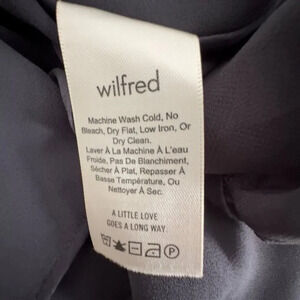 wilfred
Machine Wash Cold, No
Bleach, Dry Flat, Low Iron, Or
Dry Clean.
Laver À La Machine À L'eau
Froide, Pas De Blanchiment,
Sécher À Plat, Repasser À
Basse Température, Ou
Nettoyer À Sec.
A LITTLE LOVE
GOES A LONG WAY.